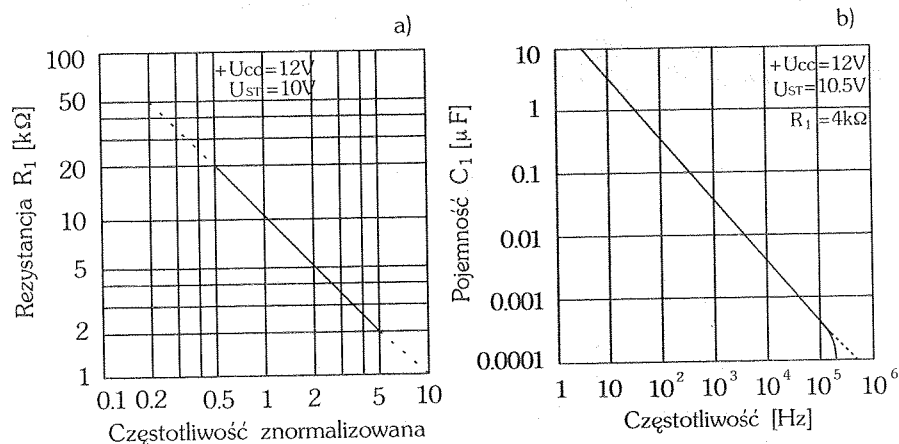 a)
Rezystancja R₁ [kΩ]
100
50
20
10
5
2
1
+Ucc=12V
UST=10V
0.1 0.2 0.5 1 2 5 10
Częstotliwość znormalizowana
b)
Pojemność C₁ [μF]
10
1
0.1
0.01
0.001
0.0001
+Ucc=12V
UST=10.5V
R₁=4kΩ
1 10 10² 10³ 10⁴ 10⁵ 10⁶
Częstotliwość [Hz]